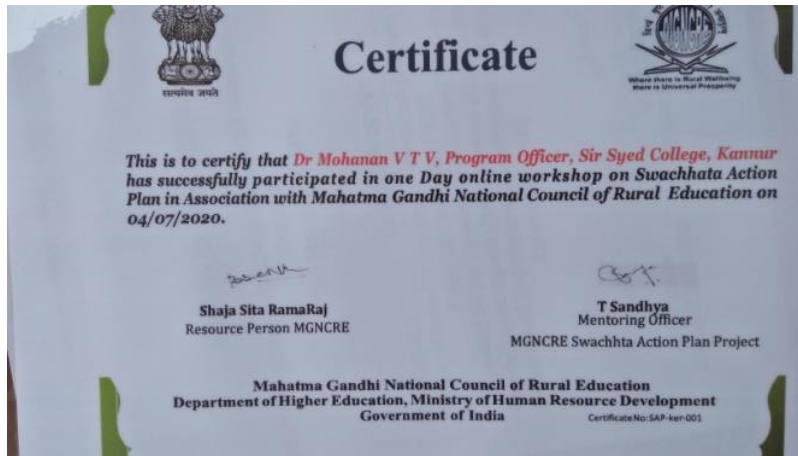 Certificate
सत्यमेव जयते
MGNCRE
Where there is Rural Wellbeing
there is Universal Prosperity
This is to certify that Dr Mohanan V T V, Program Officer, Sir Syed College, Kannur
has successfully participated in one Day online workshop on Swachhata Action
Plan in Association with Mahatma Gandhi National Council of Rural Education on
04/07/2020.
Shaja Sita RamaRaj
Resource Person MGNCRE
T Sandhya
Mentoring Officer
MGNCRE Swachhta Action Plan Project
Mahatma Gandhi National Council of Rural Education
Department of Higher Education, Ministry of Human Resource Development
Government of India
Certificate No: SAP-ker-001